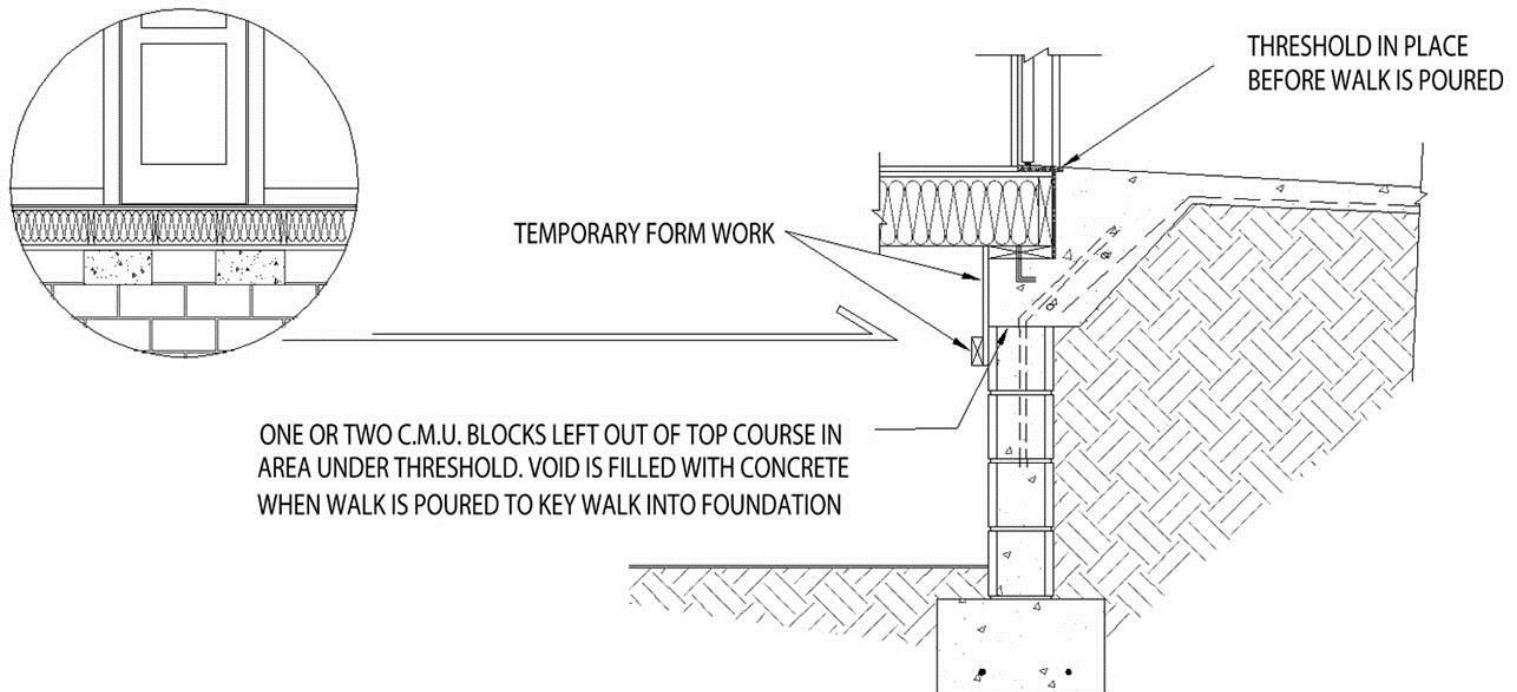 THRESHOLD IN PLACE
BEFORE WALK IS POURED
TEMPORARY FORM WORK
ONE OR TWO C.M.U. BLOCKS LEFT OUT OF TOP COURSE IN
AREA UNDER THRESHOLD. VOID IS FILLED WITH CONCRETE
WHEN WALK IS POURED TO KEY WALK INTO FOUNDATION